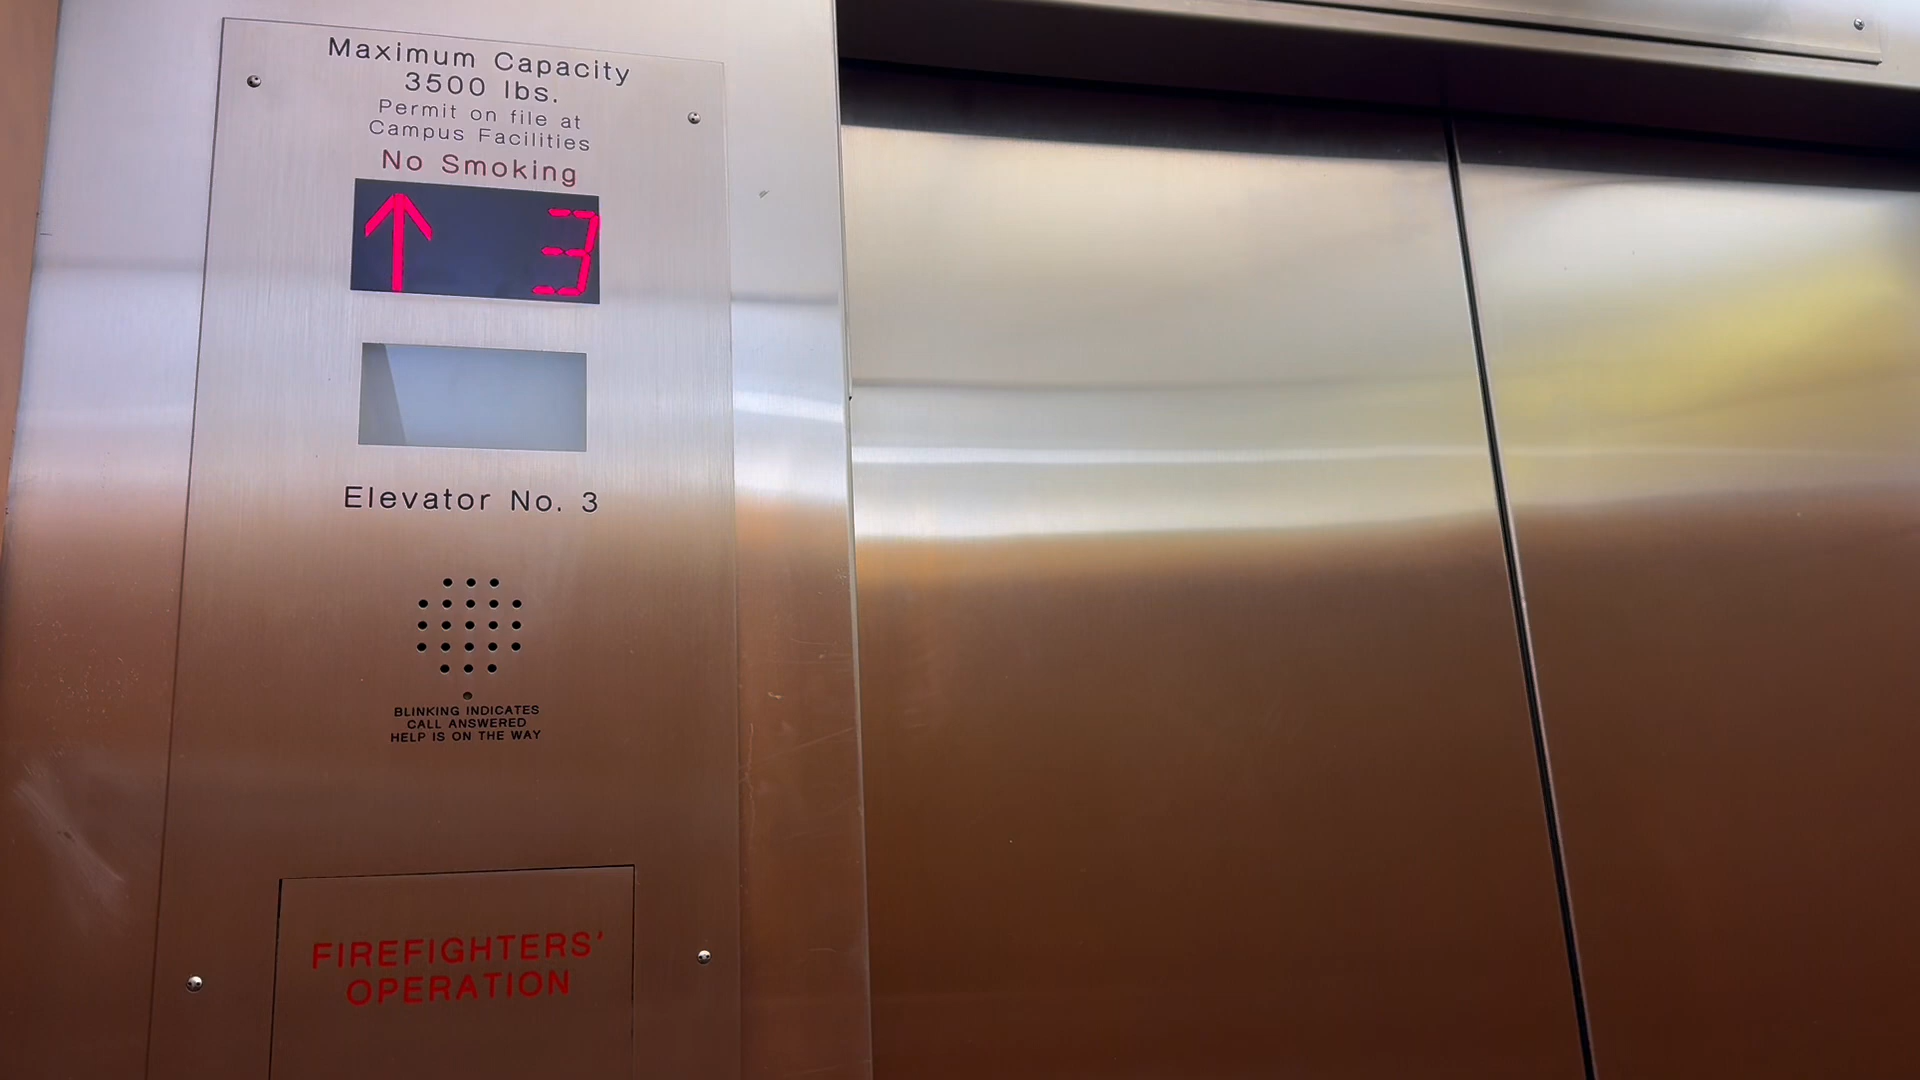 Maximum Capacity
3500 lbs.
Permit on file at
Campus Facilities
No Smoking
↑ 3
Elevator No. 3
BLINKING INDICATES
CALL ANSWERED
HELP IS ON THE WAY
FIREFIGHTERS'
OPERATION